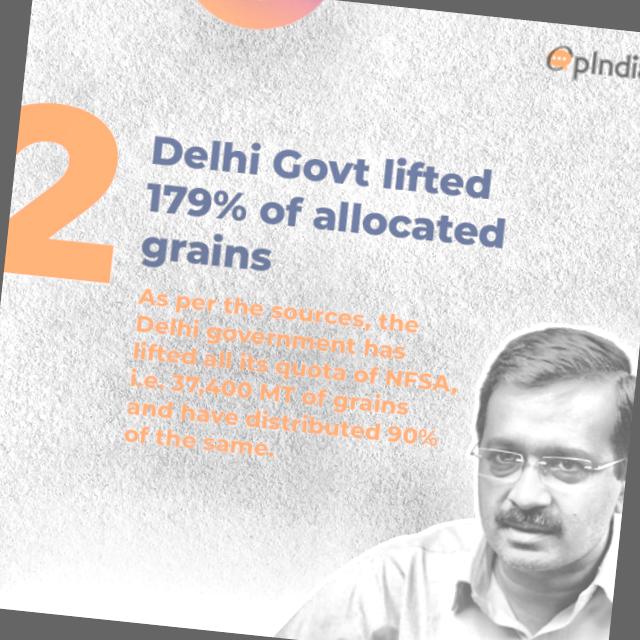 OpIndia
2
Delhi Govt lifted
179% of allocated
grains
As per the sources, the
Delhi government has
lifted all its quota of NFSA,
i.e. 37,400 MT of grains
and have distributed 90%
of the same.